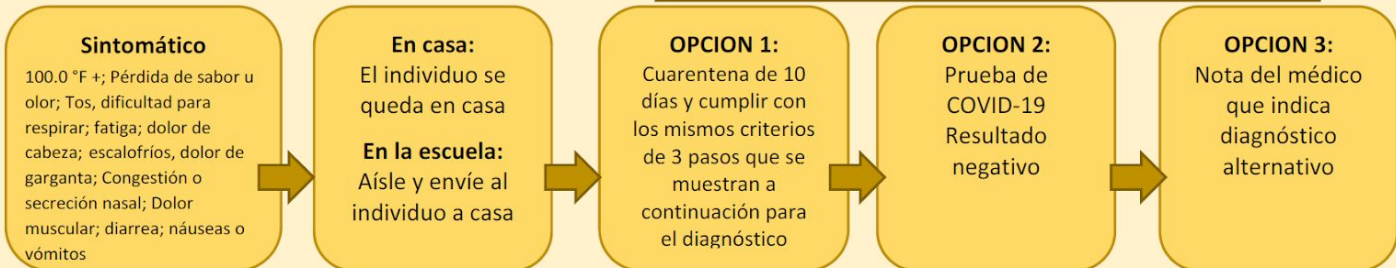 Sintomático
100.0 °F +; Pérdida de sabor u
olor; Tos, dificultad para
respirar; fatiga; dolor de
cabeza; escalofríos, dolor de
garganta; Congestión o
secreción nasal; Dolor
muscular; diarrea; náuseas o
vómitos
En casa:
El individuo se
queda en casa
En la escuela:
Aísle y envíe al
individuo a casa
OPCION 1:
Cuarentena de 10
días y cumplir con
los mismos criterios
de 3 pasos que se
muestran a
continuación para
el diagnóstico
OPCION 2:
Prueba de
COVID-19
Resultado
negativo
OPCION 3:
Nota del médico
que indica
diagnóstico
alternativo